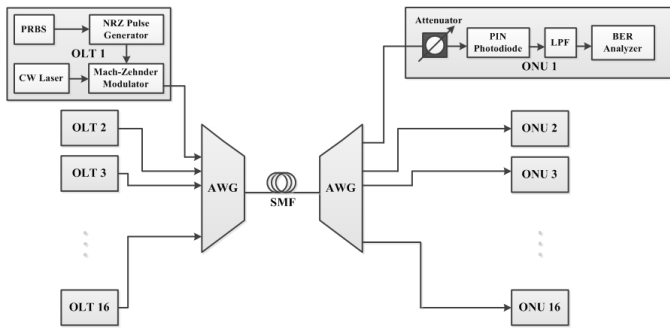 PRBS
NRZ Pulse
Generator
OLT 1
CW Laser
Mach-Zehnder
Modulator
OLT 2
OLT 3
OLT 16
AWG
SMF
AWG
Attenuator
PIN
Photodiode
LPF
BER
Analyzer
ONU 1
ONU 2
ONU 3
ONU 16